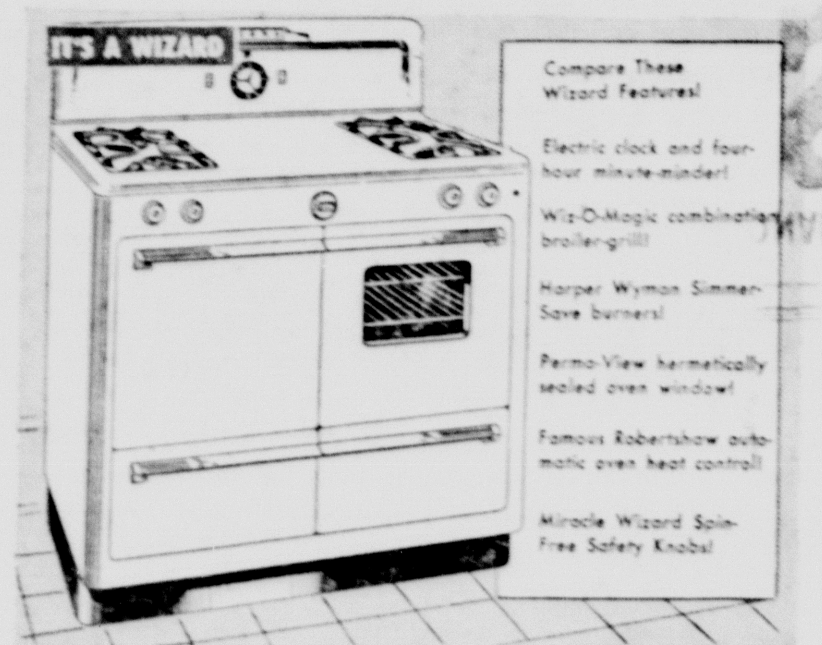 IT'S A WIZARD
Compare These
Wizard Features!
Electric clock and four-
hour minute-minder!
Wiz-O-Magic combination
broiler-grill!
Harper Wyman Simmer-
Save burners!
Perma-View hermetically
sealed oven window!
Famous Robertshaw auto-
matic oven heat control!
Miracle Wizard Spin-
Free Safety Knobs!